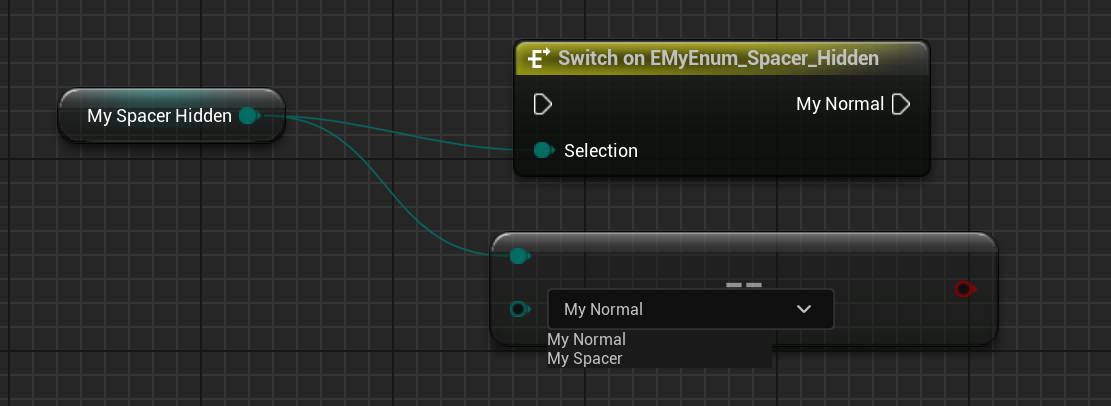 Switch on EMyEnum_Spacer_Hidden
My Spacer Hidden
My Normal
Selection
==
My Normal
My Normal
My Spacer